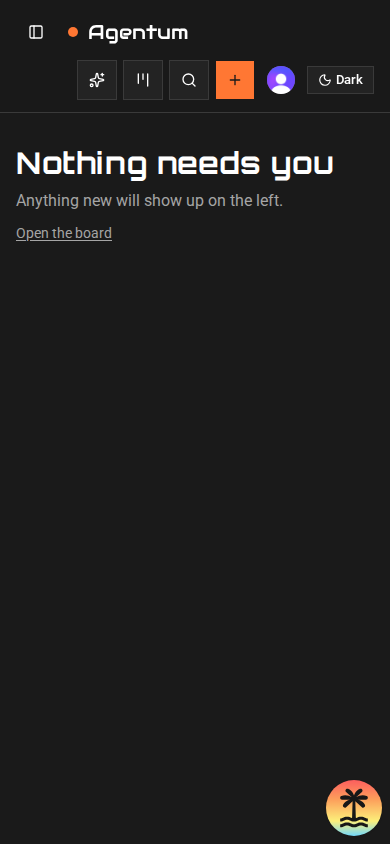 Agentum
Dark
Nothing needs you
Anything new will show up on the left.
Open the board